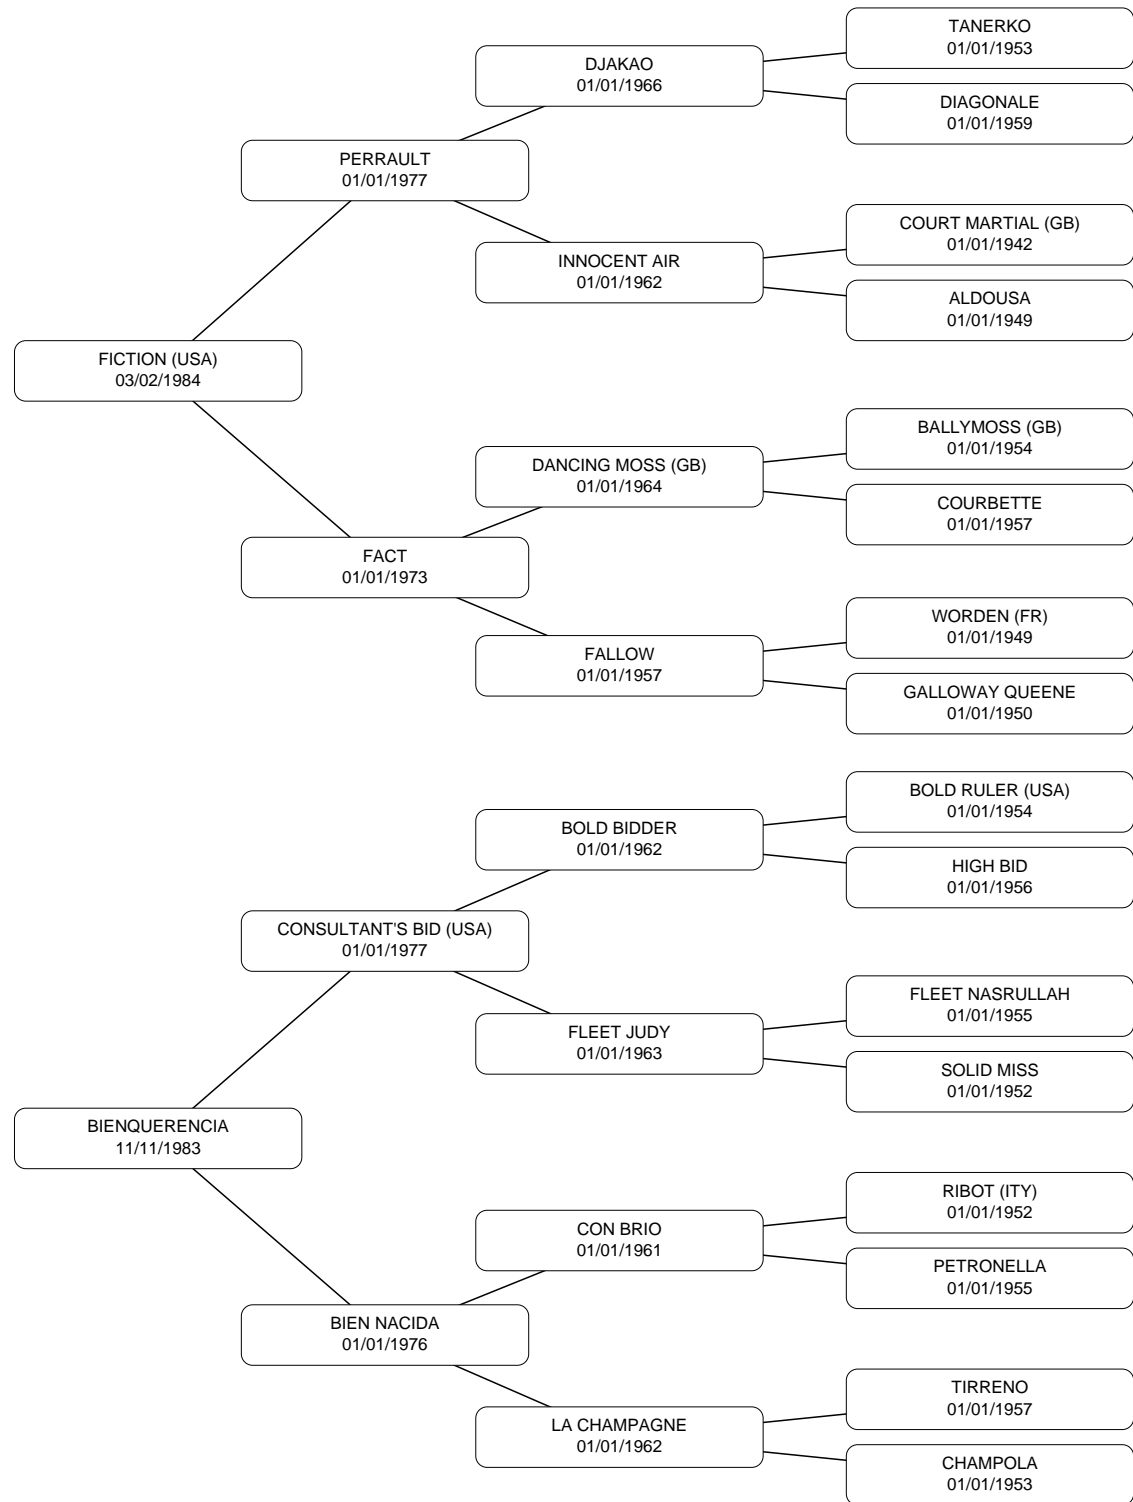 TANERKO
01/01/1953
DJAKAO
01/01/1966
DIAGONALE
01/01/1959
PERRAULT
01/01/1977
COURT MARTIAL (GB)
01/01/1942
INNOCENT AIR
01/01/1962
ALDOUSA
01/01/1949
FICTION (USA)
03/02/1984
BALLYMOSS (GB)
01/01/1954
DANCING MOSS (GB)
01/01/1964
COURBETTE
01/01/1957
FACT
01/01/1973
WORDEN (FR)
01/01/1949
FALLOW
01/01/1957
GALLOWAY QUEENE
01/01/1950
BOLD RULER (USA)
01/01/1954
BOLD BIDDER
01/01/1962
HIGH BID
01/01/1956
CONSULTANT'S BID (USA)
01/01/1977
FLEET NASRULLAH
01/01/1955
FLEET JUDY
01/01/1963
SOLID MISS
01/01/1952
BIENQUERENCIA
11/11/1983
RIBOT (ITY)
01/01/1952
CON BRIO
01/01/1961
PETRONELLA
01/01/1955
BIEN NACIDA
01/01/1976
TIRRENO
01/01/1957
LA CHAMPAGNE
01/01/1962
CHAMPOLA
01/01/1953